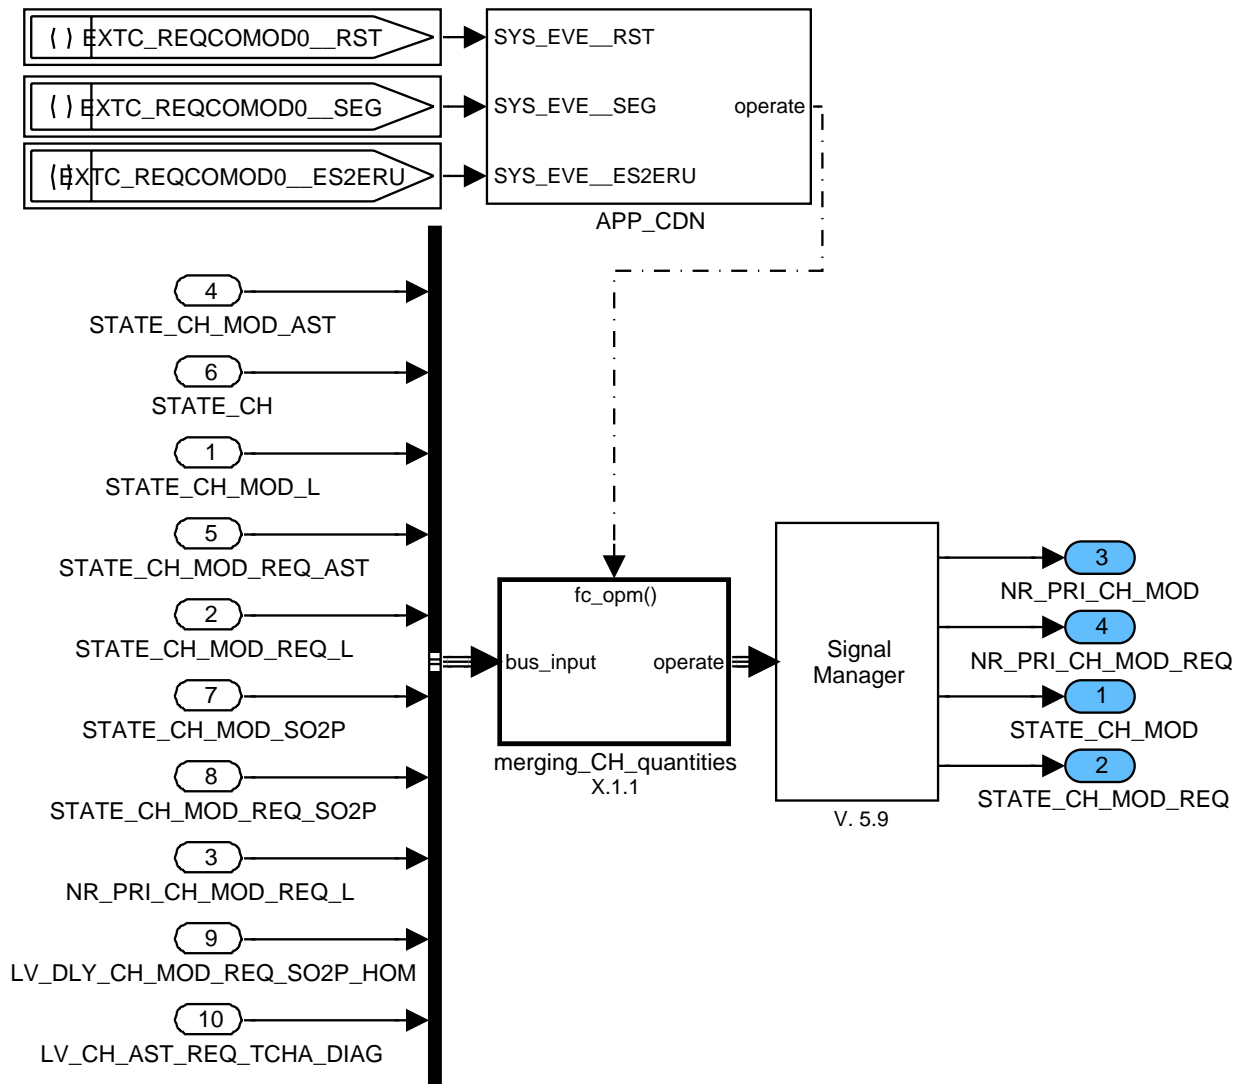 ( ) EXTC_REQCOMOD0__RST
SYS_EVE__RST
( ) EXTC_REQCOMOD0__SEG
SYS_EVE__SEG
operate
( ) EXTC_REQCOMOD0__ES2ERU
SYS_EVE__ES2ERU
APP_CDN
4
STATE_CH_MOD_AST
6
STATE_CH
1
STATE_CH_MOD_L
5
STATE_CH_MOD_REQ_AST
2
STATE_CH_MOD_REQ_L
7
STATE_CH_MOD_SO2P
8
STATE_CH_MOD_REQ_SO2P
3
NR_PRI_CH_MOD_REQ_L
9
LV_DLY_CH_MOD_REQ_SO2P_HOM
10
LV_CH_AST_REQ_TCHA_DIAG
fc_opm()
bus_input
operate
merging_CH_quantities
X.1.1
Signal
Manager
V. 5.9
3
NR_PRI_CH_MOD
4
NR_PRI_CH_MOD_REQ
1
STATE_CH_MOD
2
STATE_CH_MOD_REQ